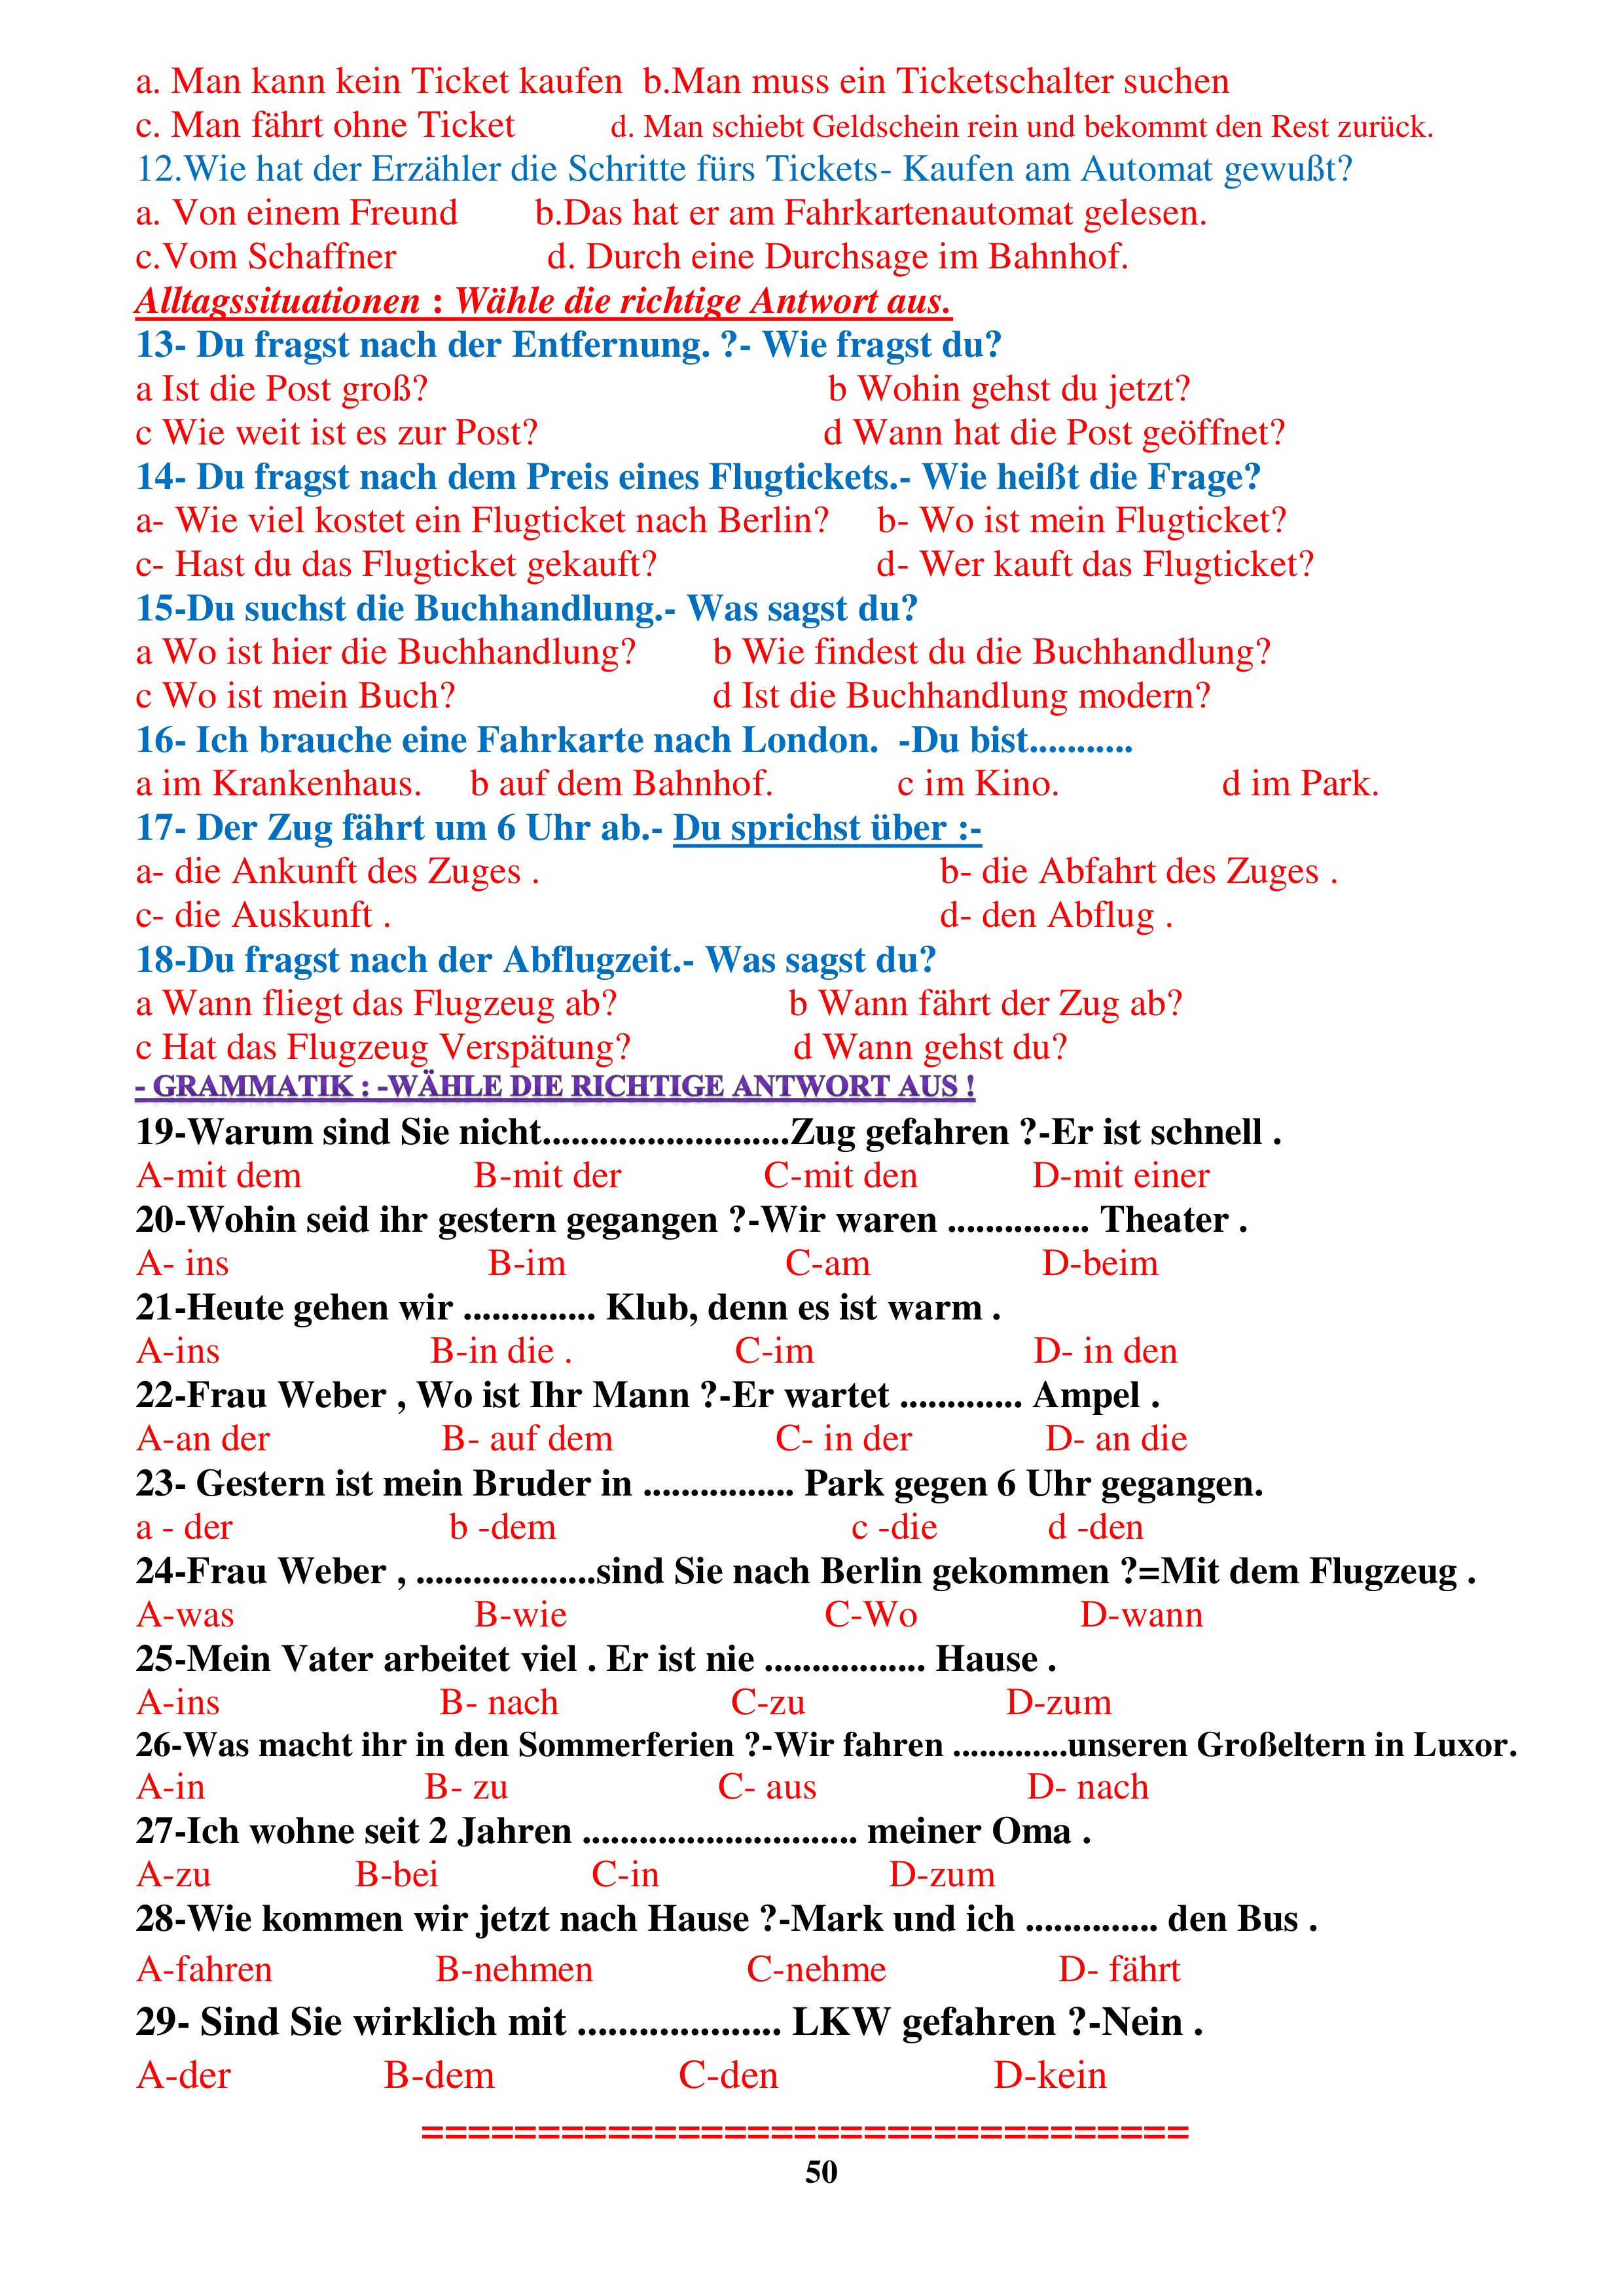 a. Man kann kein Ticket kaufen b.Man muss ein Ticketschalter suchen
c. Man fährt ohne Ticket d. Man schiebt Geldschein rein und bekommt den Rest zurück.
12.Wie hat der Erzähler die Schritte fürs Tickets- Kaufen am Automat gewußt?
a. Von einem Freund b.Das hat er am Fahrkartenautomat gelesen.
c.Vom Schaffner d. Durch eine Durchsage im Bahnhof.
Alltagssituationen : Wähle die richtige Antwort aus.
13- Du fragst nach der Entfernung. ?- Wie fragst du?
a Ist die Post groß? b Wohin gehst du jetzt?
c Wie weit ist es zur Post? d Wann hat die Post geöffnet?
14- Du fragst nach dem Preis eines Flugtickets.- Wie heißt die Frage?
a- Wie viel kostet ein Flugticket nach Berlin? b- Wo ist mein Flugticket?
c- Hast du das Flugticket gekauft? d- Wer kauft das Flugticket?
15-Du suchst die Buchhandlung.- Was sagst du?
a Wo ist hier die Buchhandlung? b Wie findest du die Buchhandlung?
c Wo ist mein Buch? d Ist die Buchhandlung modern?
16- Ich brauche eine Fahrkarte nach London. -Du bist...........
a im Krankenhaus. b auf dem Bahnhof. c im Kino. d im Park.
17- Der Zug fährt um 6 Uhr ab.- Du sprichst über :-
a- die Ankunft des Zuges . b- die Abfahrt des Zuges .
c- die Auskunft . d- den Abflug .
18-Du fragst nach der Abflugzeit.- Was sagst du?
a Wann fliegt das Flugzeug ab? b Wann fährt der Zug ab?
c Hat das Flugzeug Verspätung? d Wann gehst du?
- GRAMMATIK : -WÄHLE DIE RICHTIGE ANTWORT AUS !
19-Warum sind Sie nicht..........................Zug gefahren ?-Er ist schnell .
A-mit dem B-mit der C-mit den D-mit einer
20-Wohin seid ihr gestern gegangen ?-Wir waren ............... Theater .
A- ins B-im C-am D-beim
21-Heute gehen wir .............. Klub, denn es ist warm .
A-ins B-in die . C-im D- in den
22-Frau Weber , Wo ist Ihr Mann ?-Er wartet ............. Ampel .
A-an der B- auf dem C- in der D- an die
23- Gestern ist mein Bruder in ................ Park gegen 6 Uhr gegangen.
a - der b -dem c -die d -den
24-Frau Weber , ...................sind Sie nach Berlin gekommen ?=Mit dem Flugzeug .
A-was B-wie C-Wo D-wann
25-Mein Vater arbeitet viel . Er ist nie ................. Hause .
A-ins B- nach C-zu D-zum
26-Was macht ihr in den Sommerferien ?-Wir fahren .............unseren Großeltern in Luxor.
A-in B- zu C- aus D- nach
27-Ich wohne seit 2 Jahren ............................. meiner Oma .
A-zu B-bei C-in D-zum
28-Wie kommen wir jetzt nach Hause ?-Mark und ich .............. den Bus .
A-fahren B-nehmen C-nehme D- fährt
29- Sind Sie wirklich mit .................... LKW gefahren ?-Nein .
A-der B-dem C-den D-kein
=================================
50